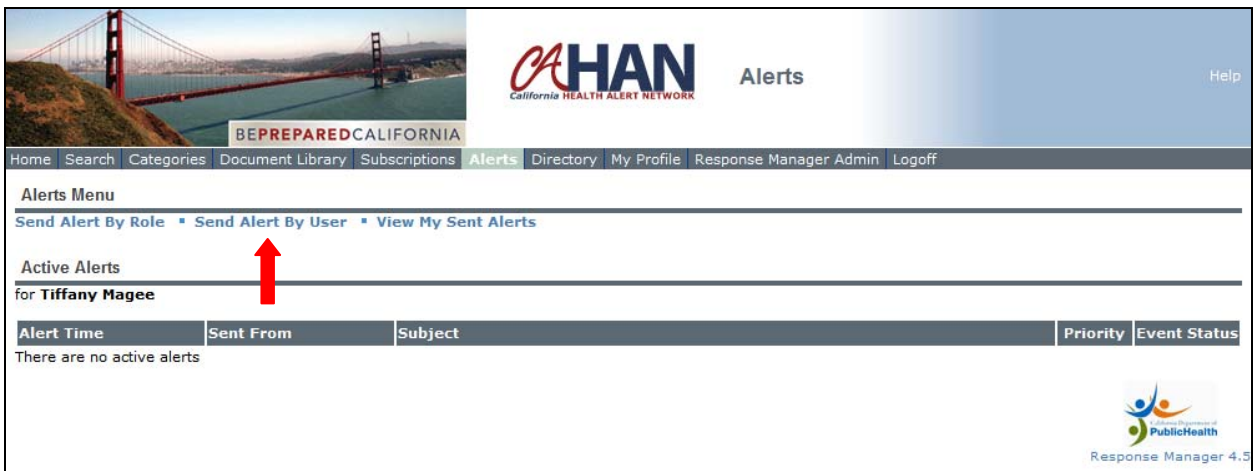 BEPREPAREDCALIFORNIA
CAHAN
California HEALTH ALERT NETWORK
Alerts
Help
Home Search Categories Document Library Subscriptions Alerts Directory My Profile Response Manager Admin Logoff
Alerts Menu
Send Alert By Role ▪ Send Alert By User ▪ View My Sent Alerts
Active Alerts
for Tiffany Magee
Alert Time Sent From Subject Priority Event Status
There are no active alerts
California Department of
PublicHealth
Response Manager 4.5